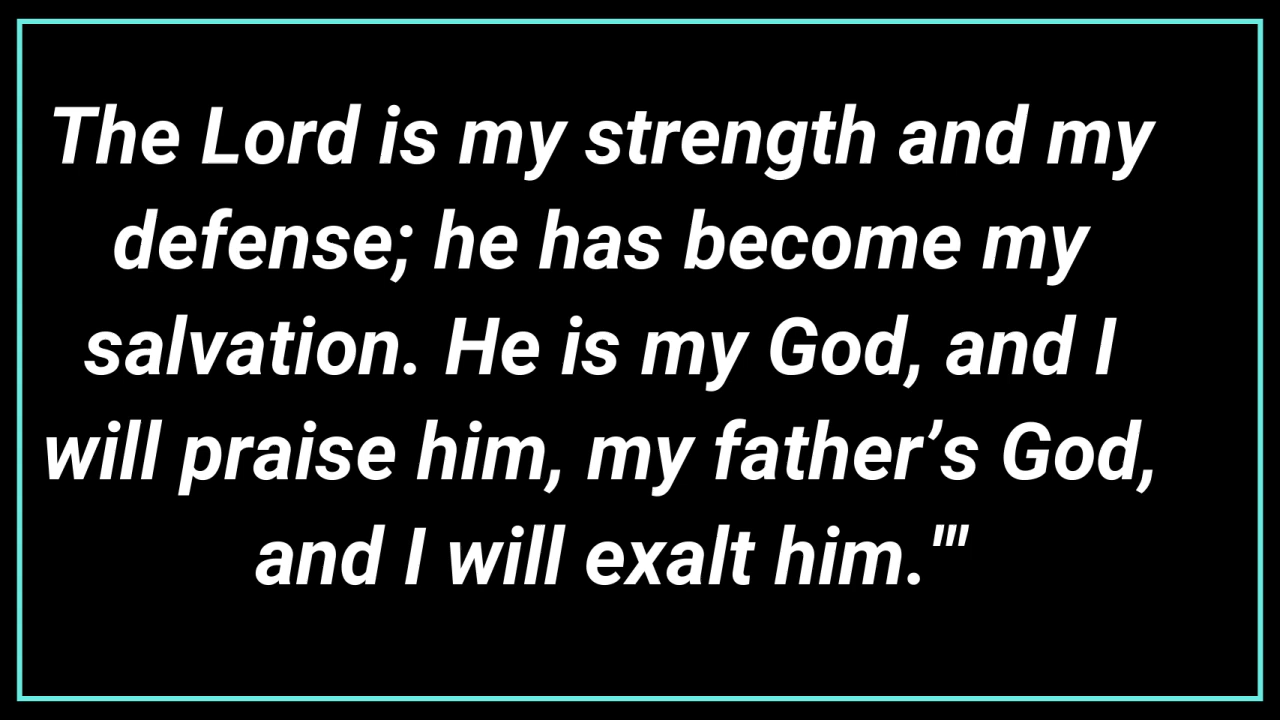 The Lord is my strength and my
defense; he has become my
salvation. He is my God, and I
will praise him, my father’s God,
and I will exalt him.'"